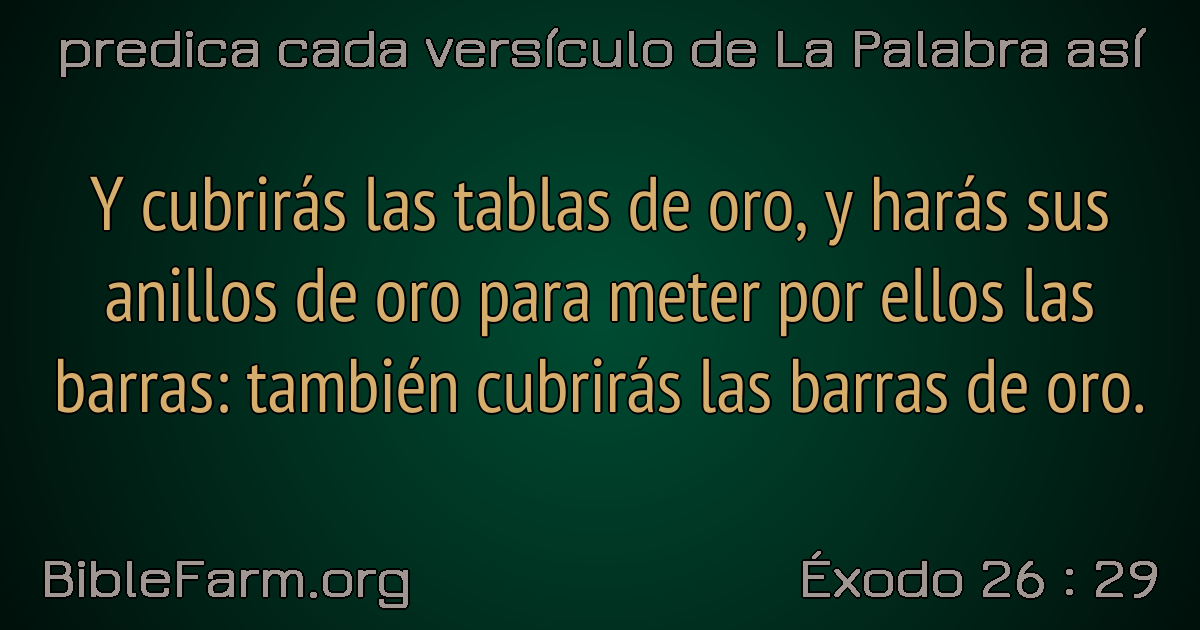 predica cada versículo de La Palabra así
Y cubrirás las tablas de oro, y harás sus
anillos de oro para meter por ellos las
barras: también cubrirás las barras de oro.
BibleFarm.org
Éxodo 26 : 29